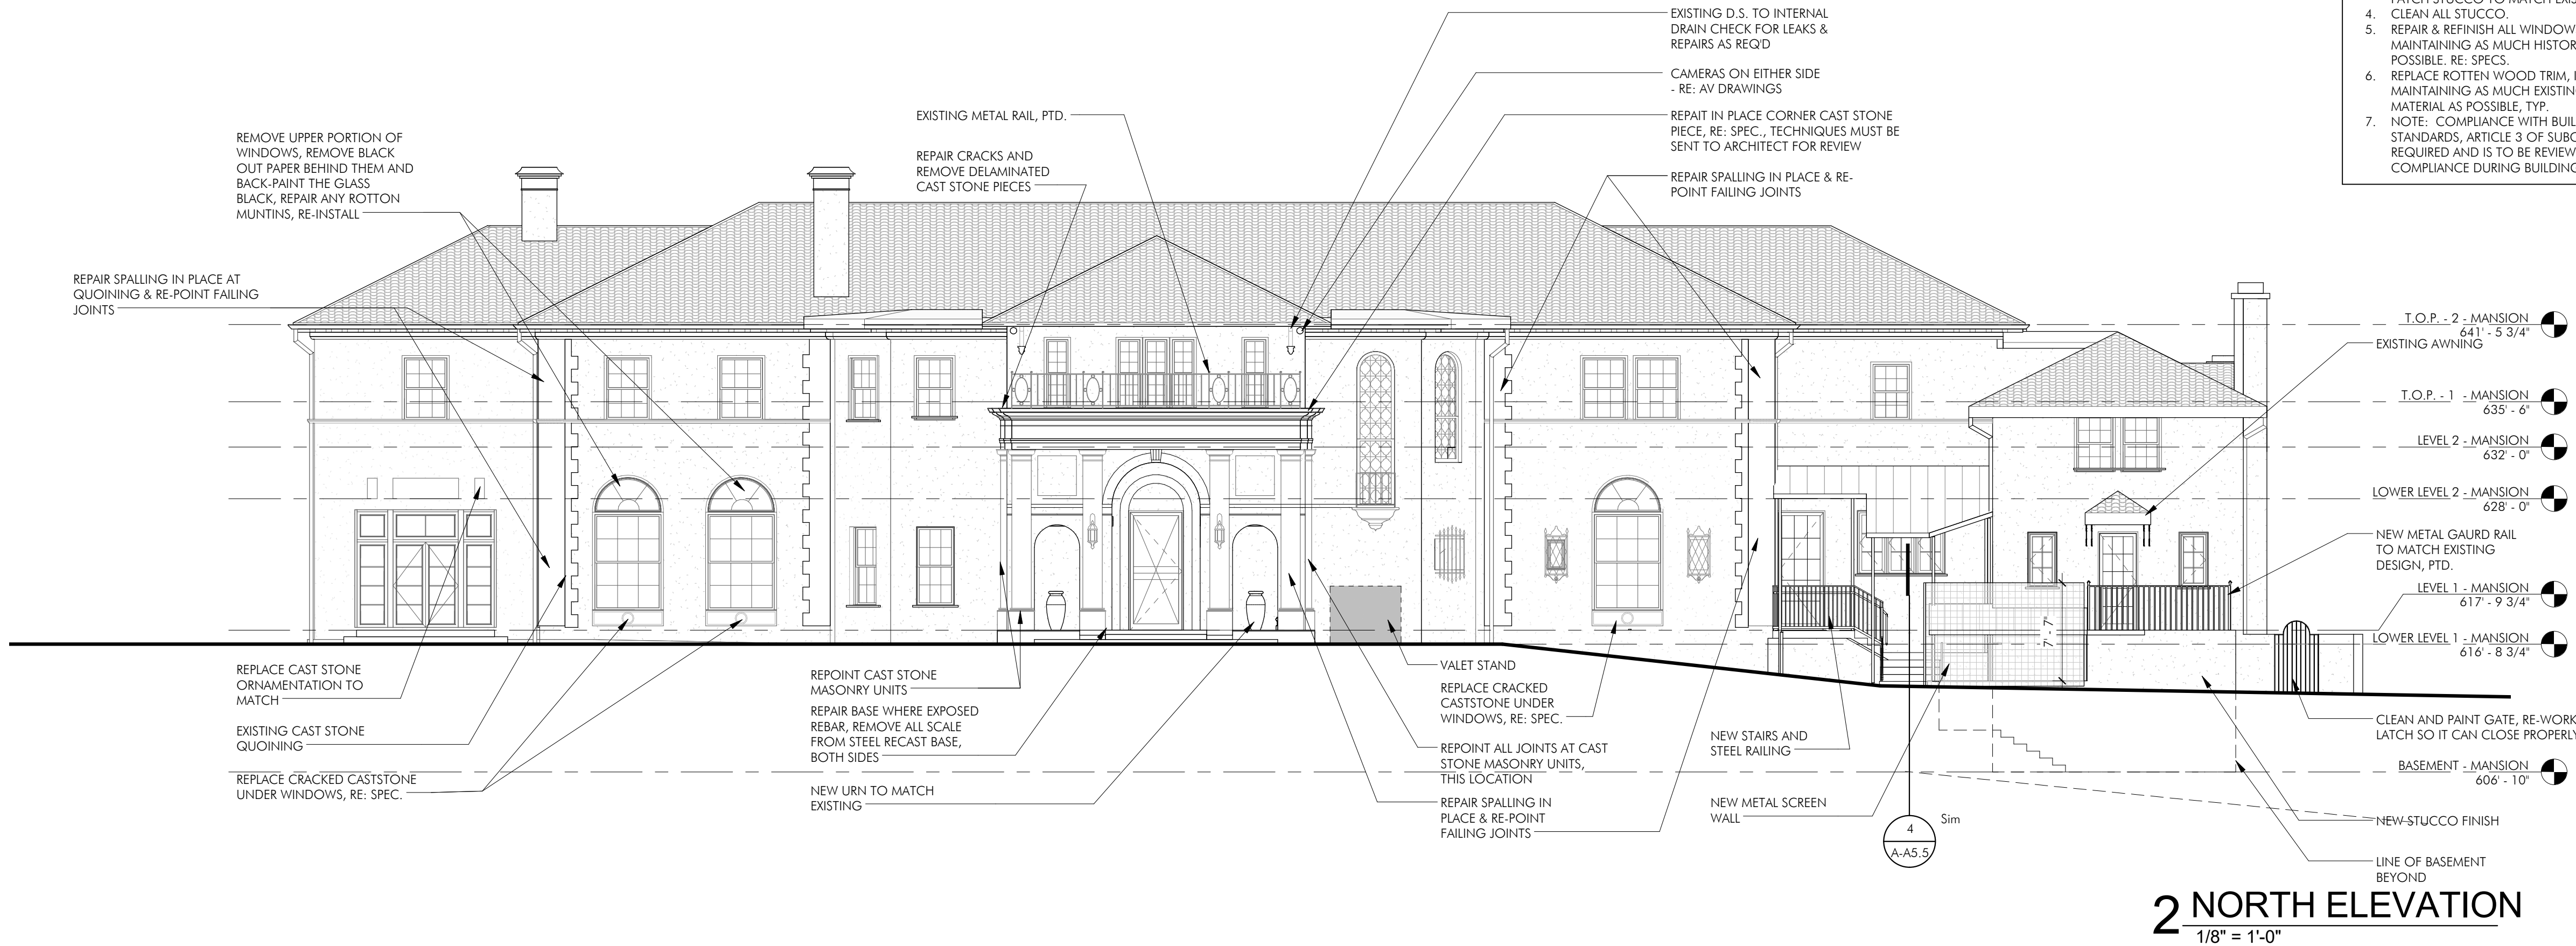 PATCH STUCCO TO MATCH
4. CLEAN ALL STUCCO.
5. REPAIR & REFINISH ALL WINDOW
MAINTAINING AS MUCH HISTOR
POSSIBLE. RE: SPECS.
6. REPLACE ROTTEN WOOD TRIM,
MAINTAINING AS MUCH EXISTIN
MATERIAL AS POSSIBLE, TYP.
7. NOTE: COMPLIANCE WITH BUIL
STANDARDS, ARTICLE 3 OF SUBC
REQUIRED AND IS TO BE REVIEW
COMPLIANCE DURING BUILDING
EXISTING D.S. TO INTERNAL
DRAIN CHECK FOR LEAKS &
REPAIRS AS REQ'D
CAMERAS ON EITHER SIDE
- RE: AV DRAWINGS
REPAIT IN PLACE CORNER CAST STONE
PIECE, RE: SPEC., TECHNIQUES MUST BE
SENT TO ARCHITECT FOR REVIEW
REPAIR SPALLING IN PLACE & RE-
POINT FAILING JOINTS
EXISTING METAL RAIL, PTD.
REPAIR CRACKS AND
REMOVE DELAMINATED
CAST STONE PIECES
REMOVE UPPER PORTION OF
WINDOWS, REMOVE BLACK
OUT PAPER BEHIND THEM AND
BACK-PAINT THE GLASS
BLACK, REPAIR ANY ROTTON
MUNTINS, RE-INSTALL
REPAIR SPALLING IN PLACE AT
QUOINING & RE-POINT FAILING
JOINTS
T.O.P. - 2 - MANSION
641' - 5 3/4"
EXISTING AWNING
T.O.P. - 1 - MANSION
635' - 6"
LEVEL 2 - MANSION
632' - 0"
LOWER LEVEL 2 - MANSION
628' - 0"
NEW METAL GAURD RAIL
TO MATCH EXISTING
DESIGN, PTD.
LEVEL 1 - MANSION
617' - 9 3/4"
LOWER LEVEL 1 - MANSION
616' - 8 3/4"
7' - 7"
CLEAN AND PAINT GATE, RE-WORK
LATCH SO IT CAN CLOSE PROPERLY
BASEMENT - MANSION
606' - 10"
NEW STUCCO FINISH
LINE OF BASEMENT
BEYOND
REPLACE CAST STONE
ORNAMENTATION TO
MATCH
EXISTING CAST STONE
QUOINING
REPLACE CRACKED CASTSTONE
UNDER WINDOWS, RE: SPEC.
REPOINT CAST STONE
MASONRY UNITS
REPAIR BASE WHERE EXPOSED
REBAR, REMOVE ALL SCALE
FROM STEEL RECAST BASE,
BOTH SIDES
NEW URN TO MATCH
EXISTING
VALET STAND
REPLACE CRACKED
CASTSTONE UNDER
WINDOWS, RE: SPEC.
REPOINT ALL JOINTS AT CAST
STONE MASONRY UNITS,
THIS LOCATION
REPAIR SPALLING IN
PLACE & RE-POINT
FAILING JOINTS
NEW STAIRS AND
STEEL RAILING
NEW METAL SCREEN
WALL
4
A-A5.5
Sim
2 NORTH ELEVATION
1/8" = 1'-0"